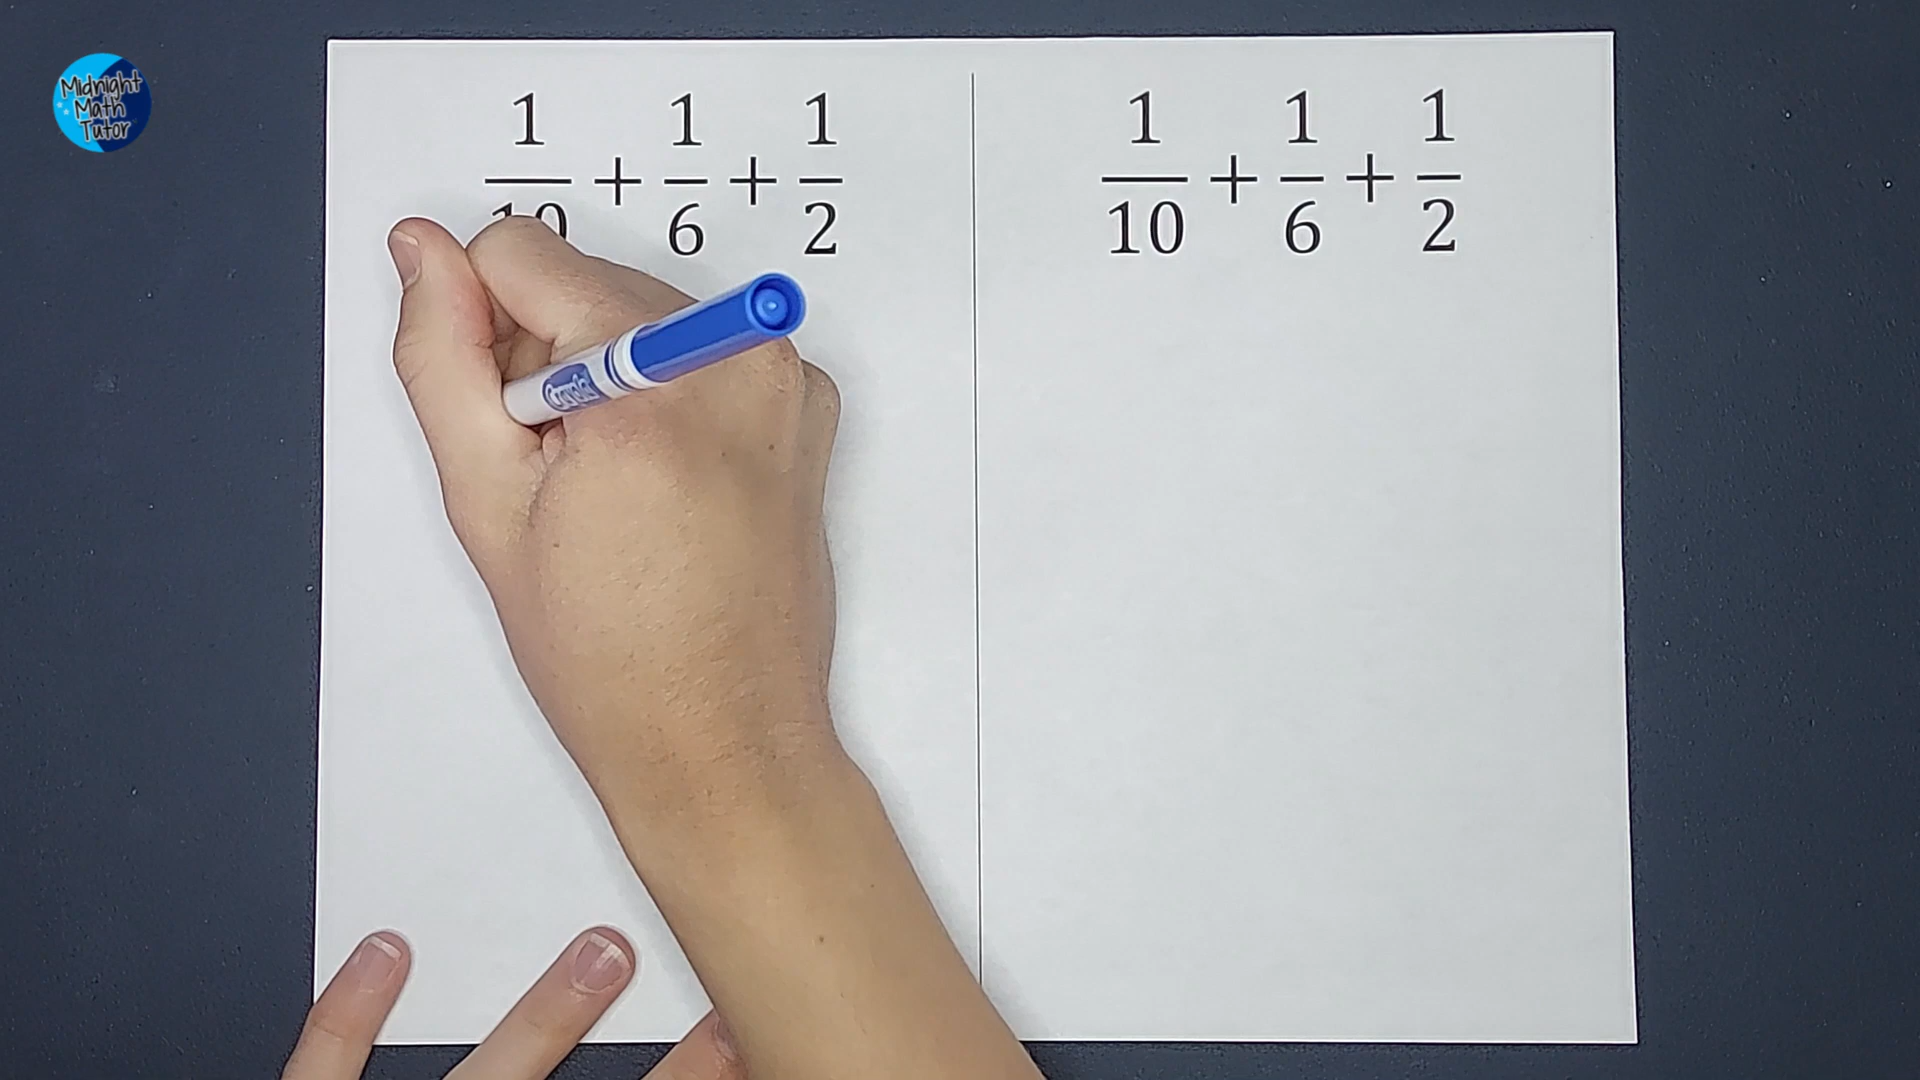 Midnight
Math
Tutor
1/10 + 1/6 + 1/2
1/10 + 1/6 + 1/2
Crayola